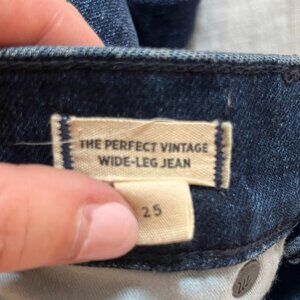 THE PERFECT VINTAGE
WIDE-LEG JEAN
25